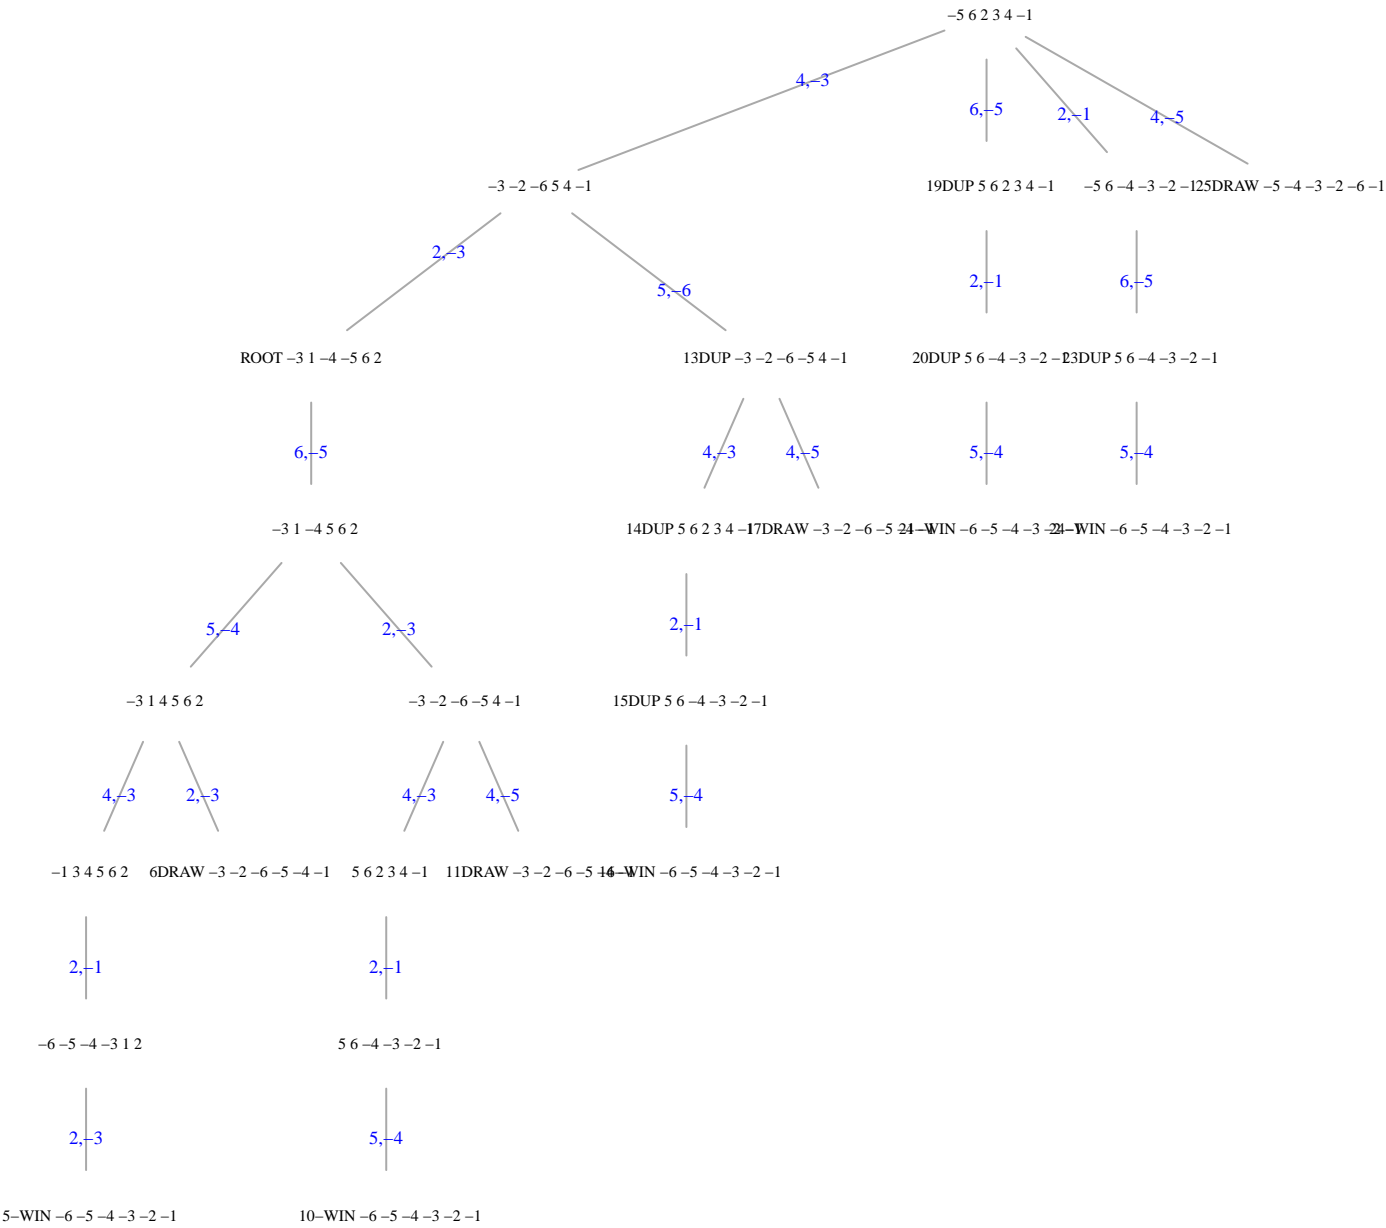 –5 6 2 3 4 –1
4,–3
6,–5
2,–1
4,–5
–3 –2 –6 5 4 –1
19DUP 5 6 2 3 4 –1
–5 6 –4 –3 –2 –1
25DRAW –5 –4 –3 –2 –6 –1
2,–3
5,–6
2,–1
6,–5
ROOT –3 1 –4 –5 6 2
13DUP –3 –2 –6 –5 4 –1
20DUP 5 6 –4 –3 –2 –1
23DUP 5 6 –4 –3 –2 –1
6,–5
4,–3
4,–5
5,–4
5,–4
–3 1 –4 5 6 2
14DUP 5 6 2 3 4 –1
17DRAW –3 –2 –6 –5 –4 –1
21–WIN –6 –5 –4 –3 –2 –1
24–WIN –6 –5 –4 –3 –2 –1
5,–4
2,–3
2,–1
–3 1 4 5 6 2
–3 –2 –6 –5 4 –1
15DUP 5 6 –4 –3 –2 –1
4,–3
2,–3
4,–3
4,–5
5,–4
–1 3 4 5 6 2
6DRAW –3 –2 –6 –5 –4 –1
5 6 2 3 4 –1
11DRAW –3 –2 –6 –5 –4 –1
16–WIN –6 –5 –4 –3 –2 –1
2,–1
2,–1
–6 –5 –4 –3 1 2
5 6 –4 –3 –2 –1
2,–3
5,–4
5–WIN –6 –5 –4 –3 –2 –1
10–WIN –6 –5 –4 –3 –2 –1